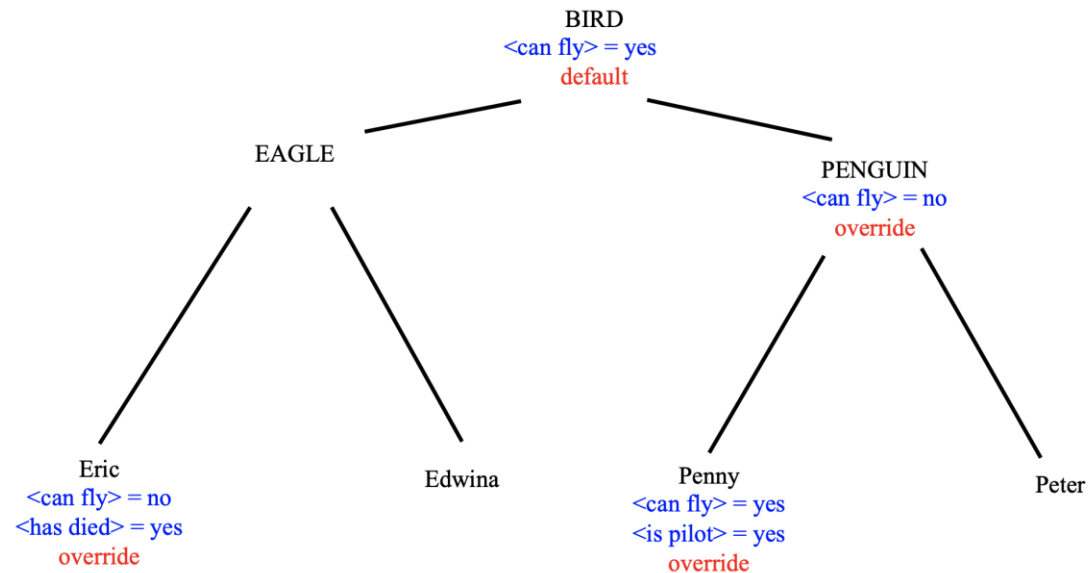 BIRD
<can fly> = yes
default
EAGLE
PENGUIN
<can fly> = no
override
Eric
<can fly> = no
<has died> = yes
override
Edwina
Penny
<can fly> = yes
<is pilot> = yes
override
Peter